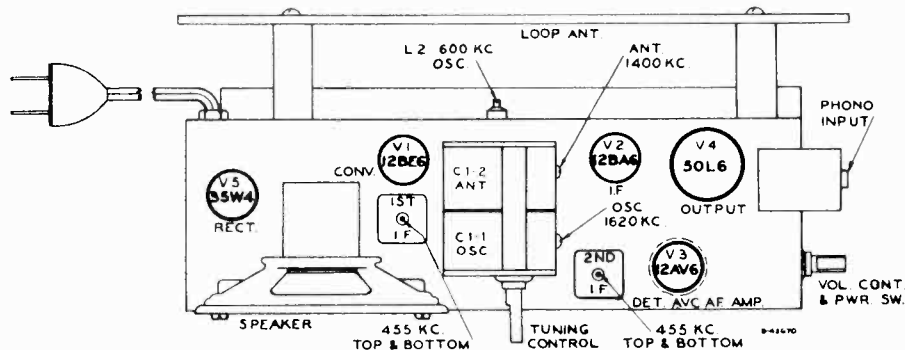 LOOP ANT.
L2 600 KC.
OSC.
ANT.
1400 KC.
PHONO
INPUT
V1
12BE6
CONV.
C1-2
ANT
V2
12BA6
I.F
V4
50L6
OUTPUT
V5
35W4
RECT.
1ST
I.F
C1-1
OSC
OSC
1620 KC.
2ND
I.F
V3
12AV6
DET. AVC AF AMP.
VOL. CONT.
& PWR. SW.
SPEAKER
455 KC.
TOP & BOTTOM
TUNING
CONTROL
455 KC.
TOP & BOTTOM